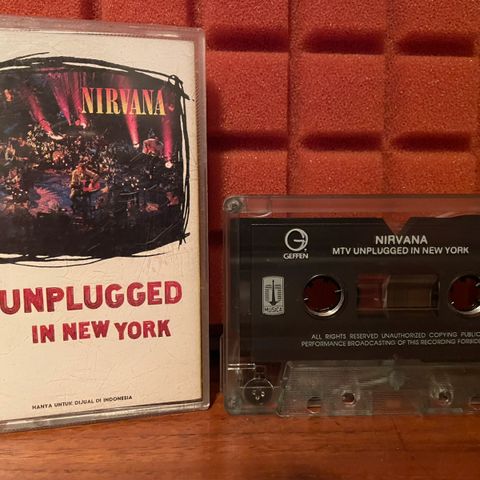 NIRVANA
UNPLUGGED
IN NEW YORK
HANYA UNTUK DIJUAL DI INDONESIA
GEFFEN
NIRVANA
MTV UNPLUGGED IN NEW YORK
MUSICA
ALL RIGHTS RESERVED UNAUTHORIZED COPYING PUBLIC
PERFORMANCE BROADCASTING OF THIS RECORDING FORBID